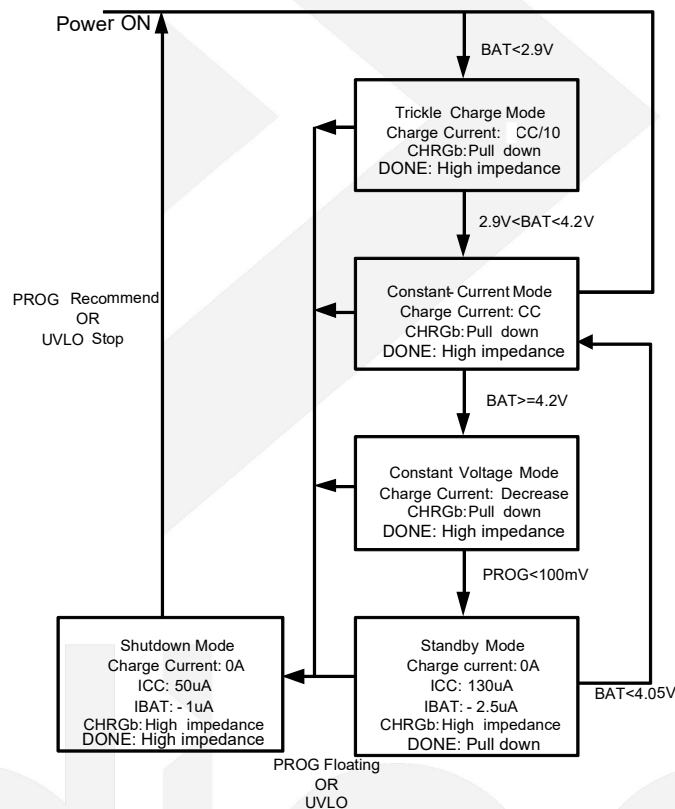 Power ON
BAT<2.9V
Trickle Charge Mode
Charge Current: CC/10
CHRGb:Pull down
DONE: High impedance
2.9V<BAT<4.2V
PROG Recommend
OR
UVLO Stop
Constant-Current Mode
Charge Current: CC
CHRGb:Pull down
DONE: High impedance
BAT>=4.2V
Constant Voltage Mode
Charge Current: Decrease
CHRGb:Pull down
DONE: High impedance
PROG<100mV
Shutdown Mode
Charge Current: 0A
ICC: 50uA
IBAT: -1uA
CHRGb:High impedance
DONE: High impedance
Standby Mode
Charge current: 0A
ICC: 130uA
IBAT: -2.5uA
CHRGb:High impedance
DONE: Pull down
BAT<4.05V
PROG Floating
OR
UVLO